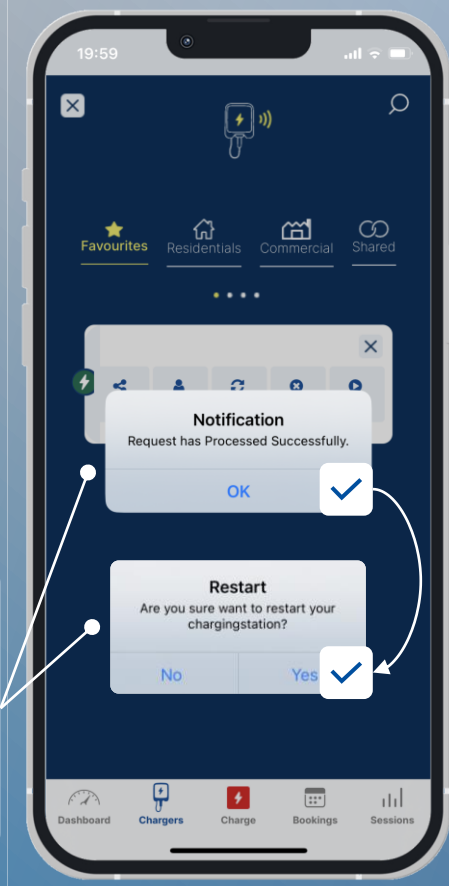 19:59
Favourites
Residentials
Commercial
Shared
Notification
Request has Processed Successfully.
OK
Restart
Are you sure want to restart your
chargingstation?
No
Yes
Dashboard
Chargers
Charge
Bookings
Sessions